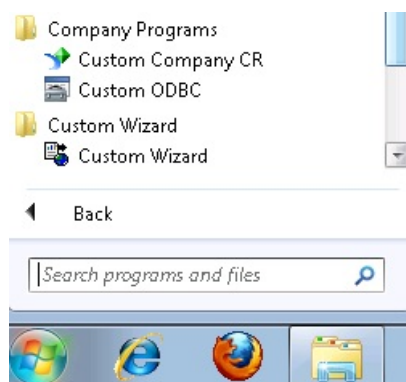 Company Programs
Custom Company CR
Custom ODBC
Custom Wizard
Custom Wizard
Back
Search programs and files